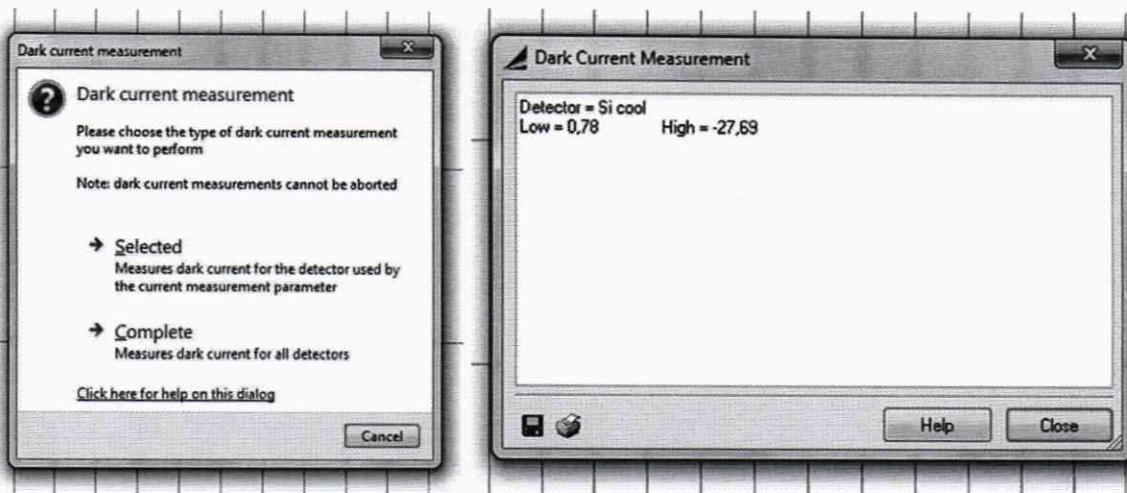 Dark current measurement
Dark current measurement
Please choose the type of dark current measurement
you want to perform
Note: dark current measurements cannot be aborted
Selected
Measures dark current for the detector used by
the current measurement parameter
Complete
Measures dark current for all detectors
Click here for help on this dialog
Cancel
Dark Current Measurement
Detector = Si cool
Low = 0,78 High = -27,69
Help Close